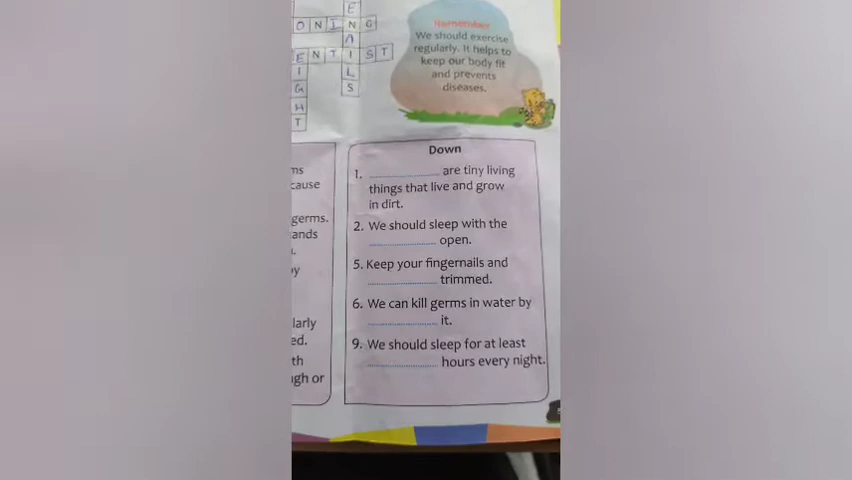 E
O N I N G
A
E N T I S T
I L
G S
H
T
Remember
We should exercise
regularly. It helps to
keep our body fit
and prevents
diseases.
ms
cause
germs.
ands
.
by
larly
ed.
th
ugh or
Down
1. .................... are tiny living
things that live and grow
in dirt.
2. We should sleep with the
.................... open.
5. Keep your fingernails and
.................... trimmed.
6. We can kill germs in water by
.................... it.
9. We should sleep for at least
.................... hours every night.